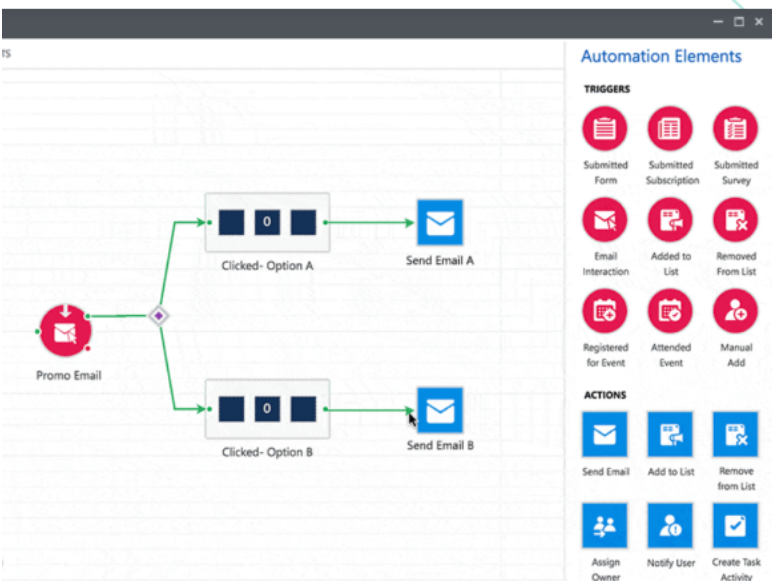 TS
Automation Elements
TRIGGERS
Submitted Form
Submitted Subscription
Submitted Survey
Email Interaction
Added to List
Removed From List
Registered for Event
Attended Event
Manual Add
ACTIONS
Send Email
Add to List
Remove from List
Assign Owner
Notify User
Create Task Activity
Promo Email
0
Clicked- Option A
Send Email A
0
Clicked- Option B
Send Email B